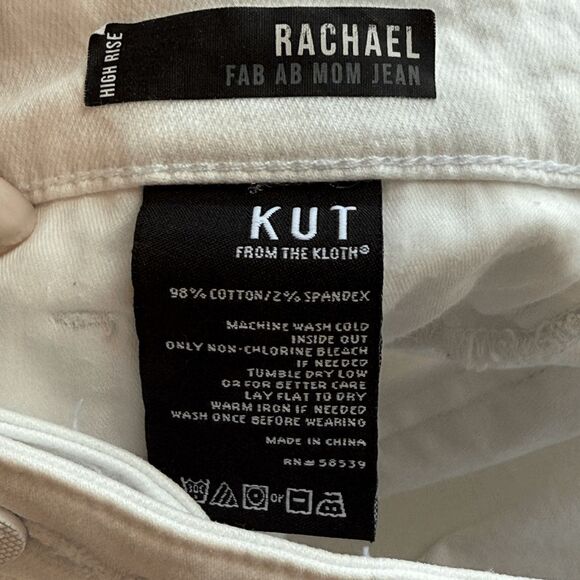 HIGH RISE
RACHAEL
FAB AB MOM JEAN
KUT
FROM THE KLOTH®
98% COTTON/2% SPANDEX
MACHINE WASH COLD
INSIDE OUT
ONLY NON-CHLORINE BLEACH
IF NEEDED
TUMBLE DRY LOW
OR FOR BETTER CARE
LAY FLAT TO DRY
WARM IRON IF NEEDED
WASH ONCE BEFORE WEARING
MADE IN CHINA
RN# 58539
or